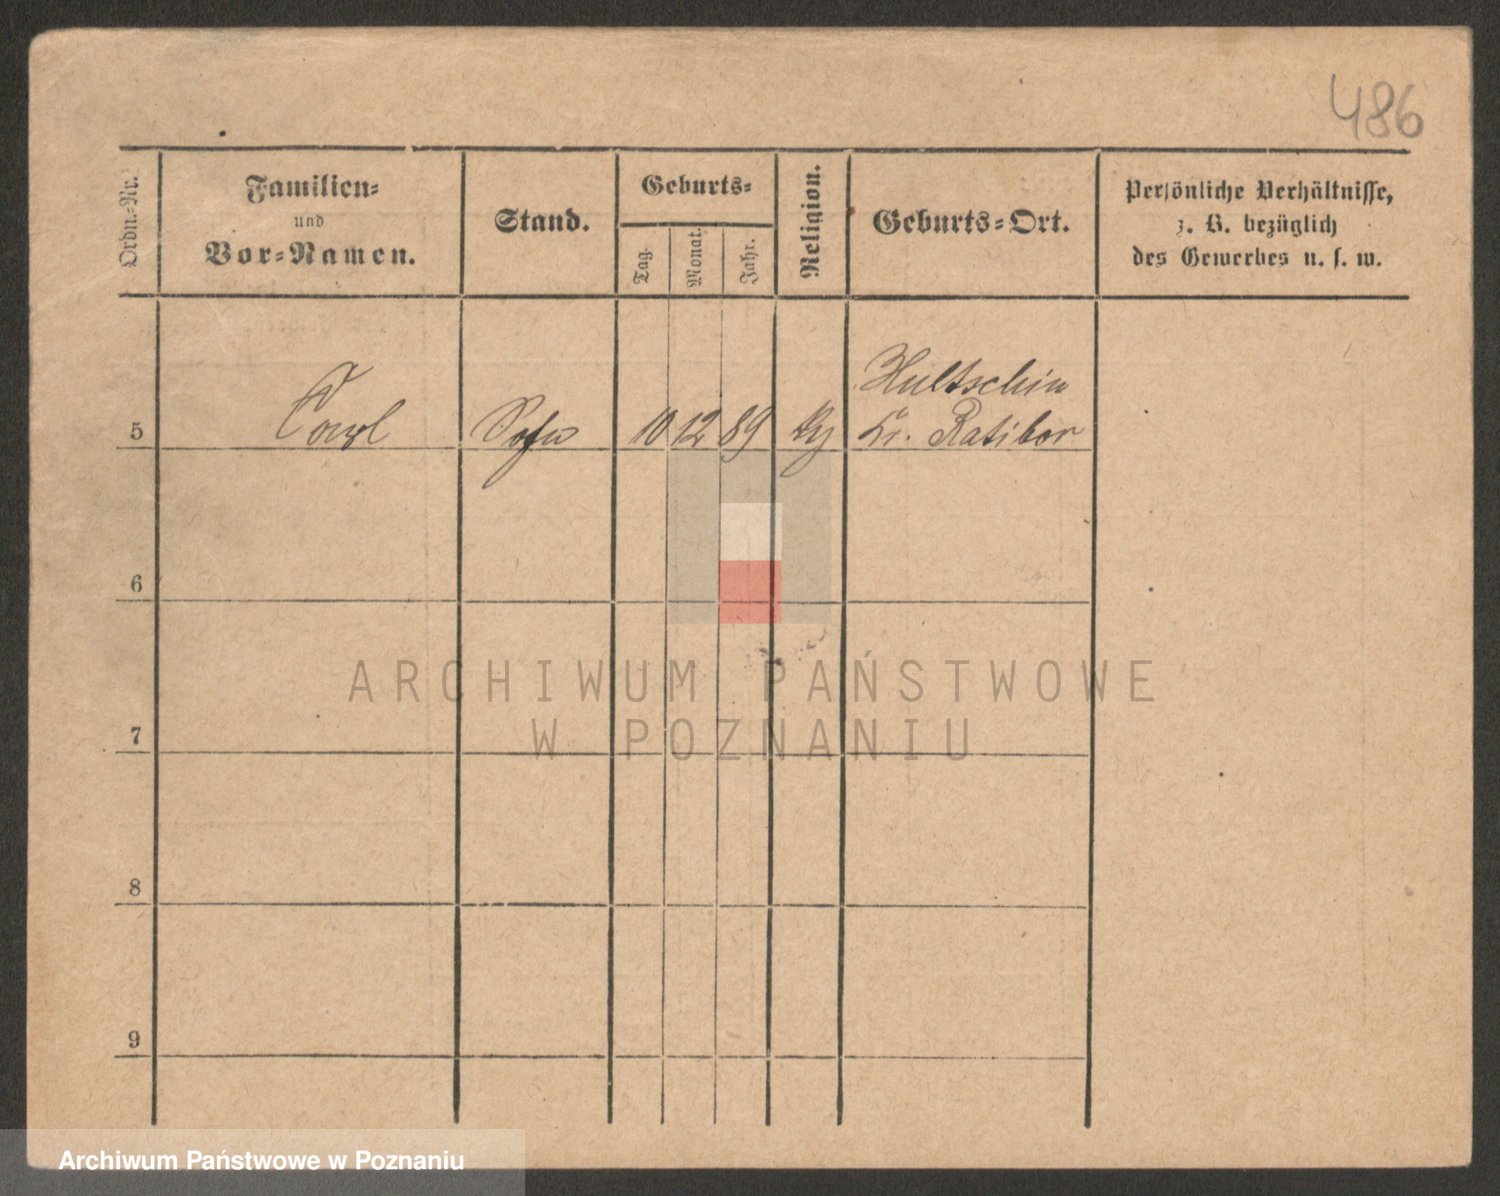 486
Ordn.-Nr.
Familien-
und
Vor-Namen.
Stand.
Geburts-
Tag.
Monat.
Jahr.
Religion.
Geburts-Ort.
Persönliche Verhältnisse,
z. B. bezüglich
des Gewerbes u. s. w.
Hultschin
5 Carl Sohn 10 12 89 Kr. Ratibor
6
7
8
9
ARCHIWUM PAŃSTWOWE
W POZNANIU
Archiwum Państwowe w Poznaniu